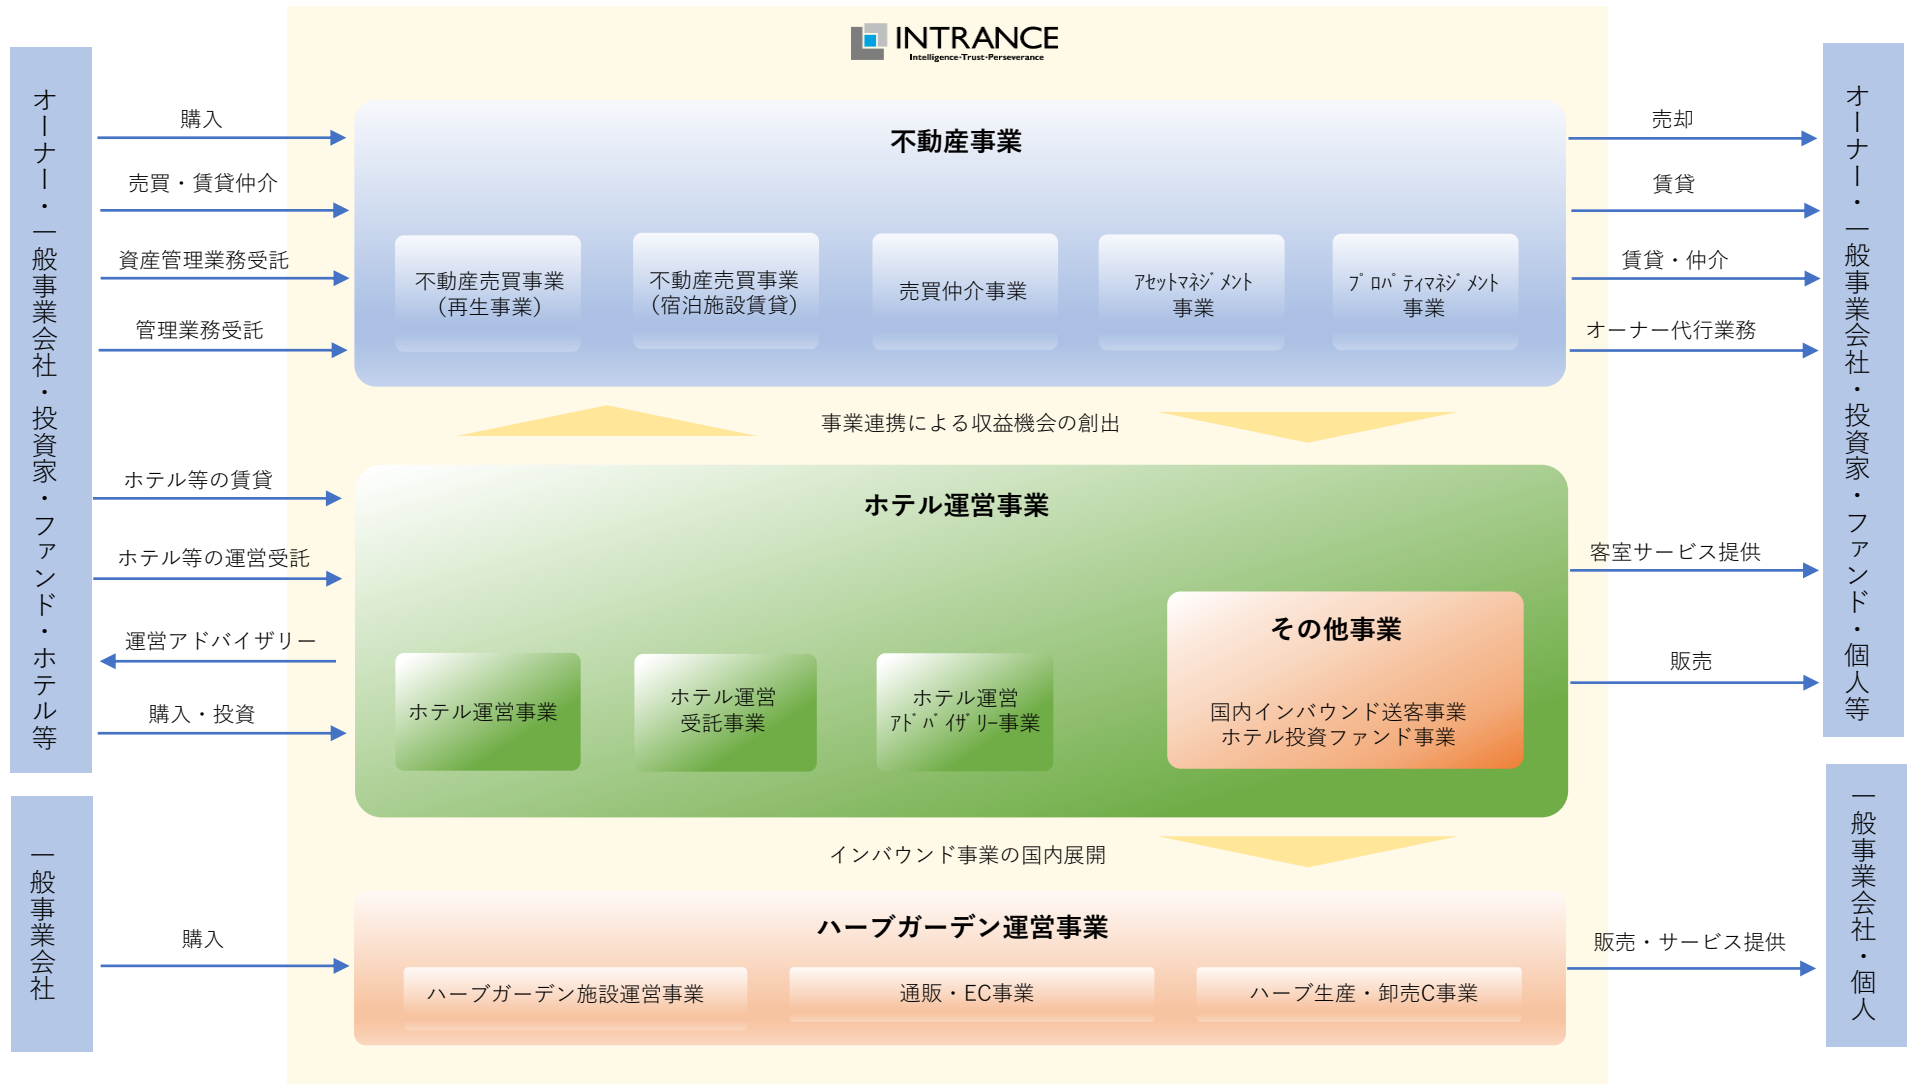 INTRANCE
Intelligence-Trust-Perseverance
オーナー・一般事業会社・投資家・ファンド・ホテル等
一般事業会社
購入
売買・賃貸仲介
資産管理業務受託
管理業務受託
ホテル等の賃貸
ホテル等の運営受託
運営アドバイザリー
購入・投資
購入
不動産事業
不動産売買事業
（再生事業）
不動産売買事業
（宿泊施設賃貸）
売買仲介事業
ｱｾｯﾄﾏﾈｼﾞﾒﾝﾄ
事業
ﾌﾟﾛﾊﾟﾃｨﾏﾈｼﾞﾒﾝﾄ
事業
事業連携による収益機会の創出
ホテル運営事業
ホテル運営事業
ホテル運営
受託事業
ホテル運営
ｱﾄﾞﾊﾞｲｻﾞﾘｰ事業
その他事業
国内インバウンド送客事業
ホテル投資ファンド事業
インバウンド事業の国内展開
ハーブガーデン運営事業
ハーブガーデン施設運営事業
通販・EC事業
ハーブ生産・卸売C事業
売却
賃貸
賃貸・仲介
オーナー代行業務
客室サービス提供
販売
販売・サービス提供
オーナー・一般事業会社・投資家・ファンド・個人等
一般事業会社・個人